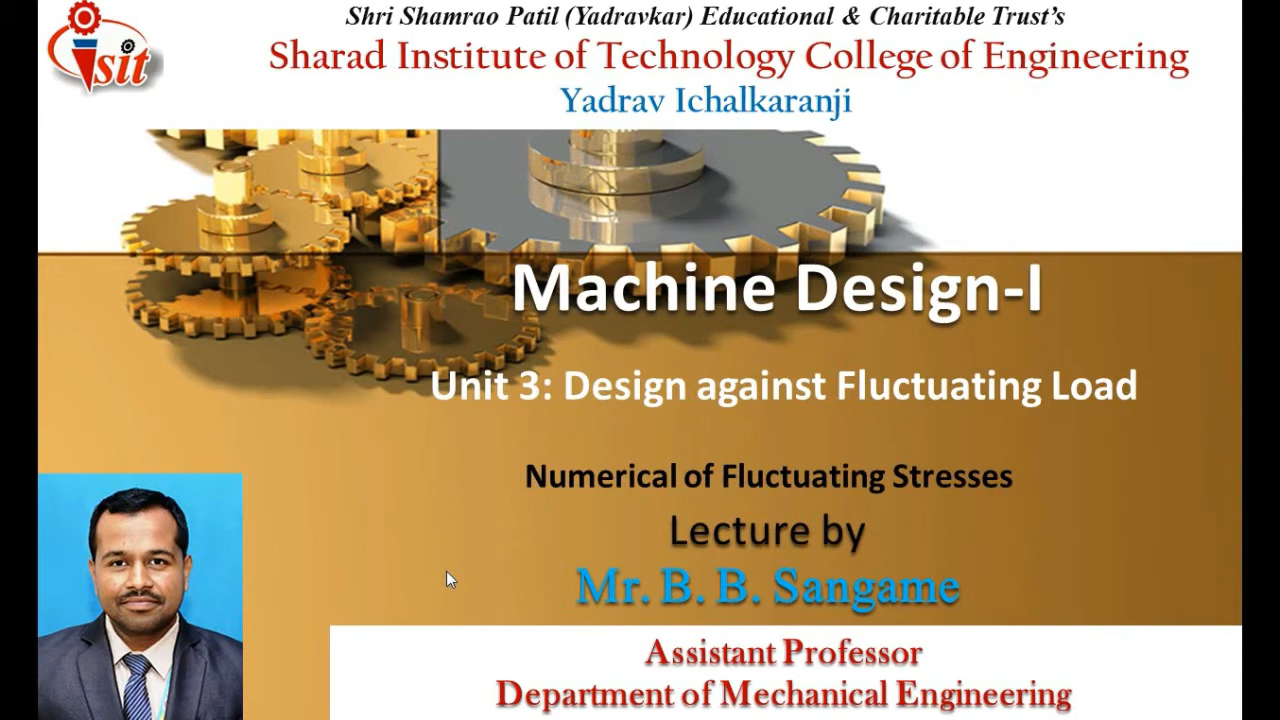 Shri Shamrao Patil (Yadravkar) Educational & Charitable Trust's
Sharad Institute of Technology College of Engineering
Yadrav Ichalkaranji
sit
Machine Design-I
Unit 3: Design against Fluctuating Load
Numerical of Fluctuating Stresses
Lecture by
Mr. B. B. Sangame
Assistant Professor
Department of Mechanical Engineering